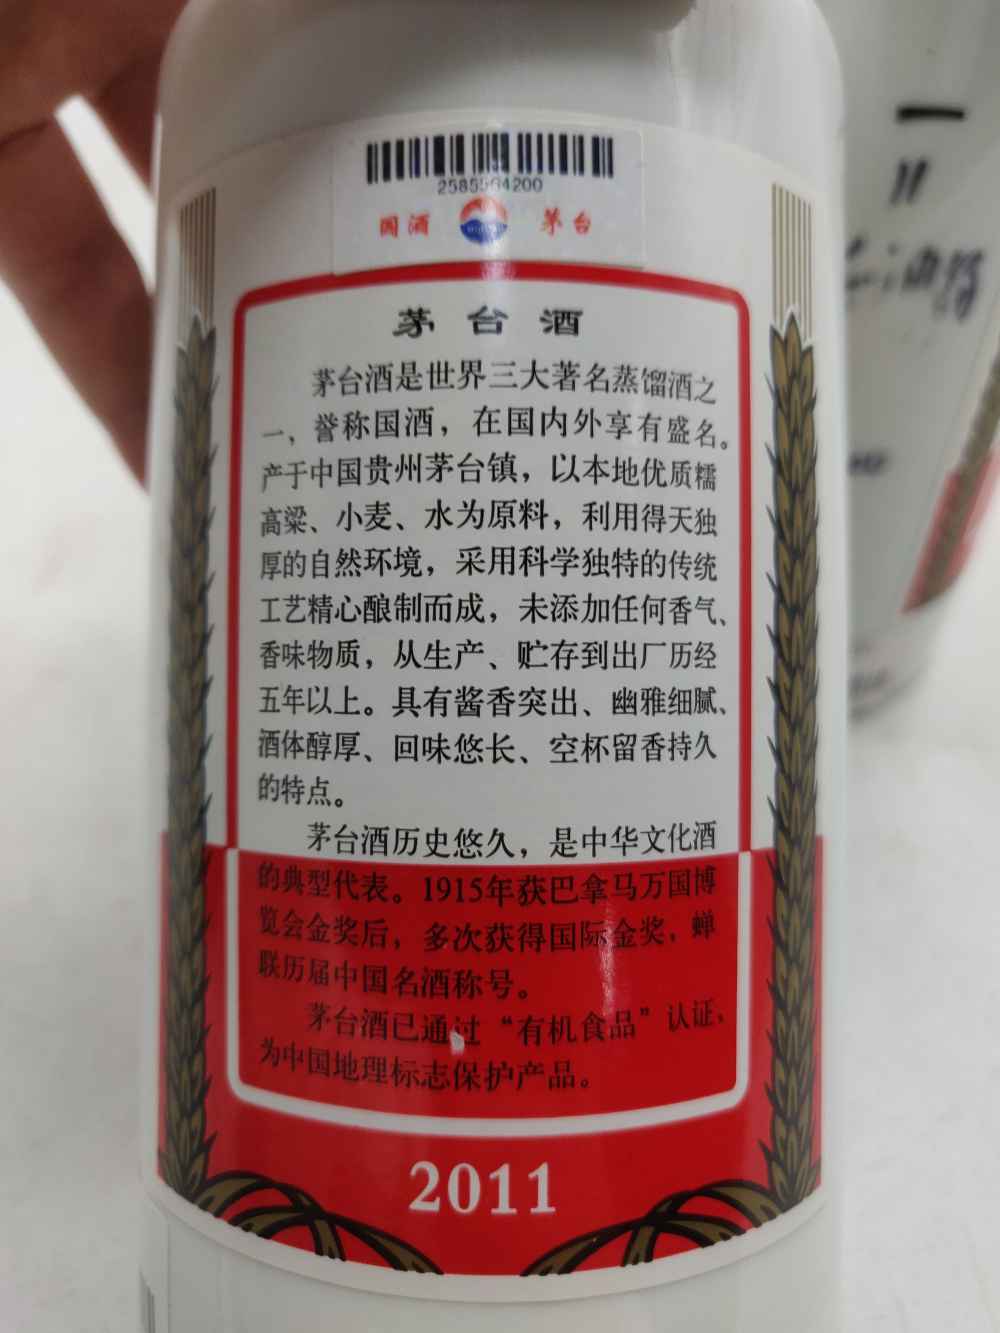 2585564200
国酒 茅台
茅台酒
茅台酒是世界三大著名蒸馏酒之
一、誉称国酒，在国内外享有盛名。
产于中国贵州茅台镇，以本地优质糯
高粱、小麦、水为原料，利用得天独
厚的自然环境，采用科学独特的传统
工艺精心酿制而成，未添加任何香气、
香味物质，从生产、贮存到出厂历经
五年以上。具有酱香突出、幽雅细腻、
酒体醇厚、回味悠长、空杯留香持久
的特点。
茅台酒历史悠久，是中华文化酒
的典型代表。1915年获巴拿马万国博
览会金奖后，多次获得国际金奖，蝉
联历届中国名酒称号。
茅台酒已通过“有机食品”认证，
为中国地理标志保护产品。
2011